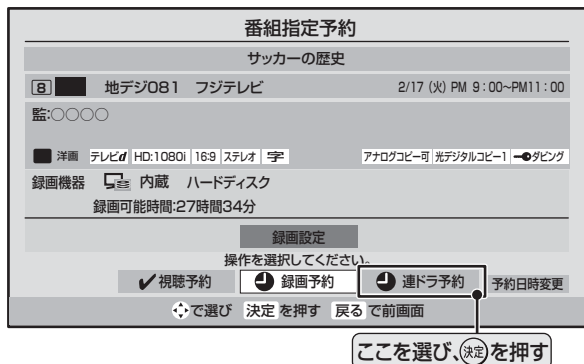 番組指定予約
サッカーの歴史
8 地デジ081 フジテレビ 2/17 (火) PM 9:00~PM11:00
監:○○○○
洋画 テレビd HD:1080i 16:9 ステレオ 字 アナログコピー可 光デジタルコピー1 ダビング
録画機器 内蔵 ハードディスク
録画可能時間:27時間34分
録画設定
操作を選択してください。
視聴予約 録画予約 連ドラ予約 予約日時変更
で選び 決定 を押す 戻る で前画面
ここを選び、決定を押す